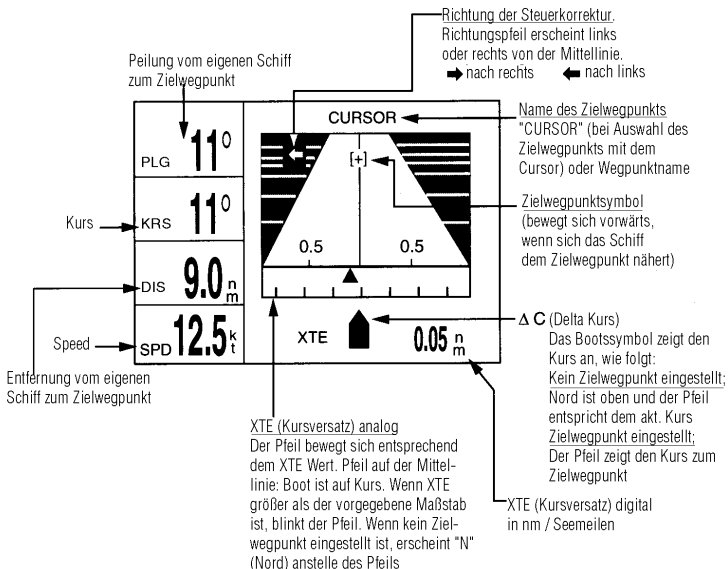 Richtung der Steuerkorrektur.
Richtungspfeil erscheint links
oder rechts von der Mittellinie.
➡ nach rechts ⬅ nach links
Peilung vom eigenen Schiff
zum Zielwegpunkt
CURSOR
Name des Zielwegpunkts
"CURSOR" (bei Auswahl des
Zielwegpunkts mit dem
Cursor) oder Wegpunktname
PLG 11°
[+]
Zielwegpunktsymbol
(bewegt sich vorwärts,
wenn sich das Schiff
dem Zielwegpunkt nähert)
Kurs
KRS 11°
0.5 0.5
DIS 9.0 nm
Speed
SPD 12.5 kt
XTE 0.05 nm
Entfernung vom eigenen
Schiff zum Zielwegpunkt
Δ C (Delta Kurs)
Das Bootssymbol zeigt den
Kurs an, wie folgt:
Kein Zielwegpunkt eingestellt;
Nord ist oben und der Pfeil
entspricht dem akt. Kurs
Zielwegpunkt eingestellt;
Der Pfeil zeigt den Kurs zum
Zielwegpunkt
XTE (Kursversatz) analog
Der Pfeil bewegt sich entsprechend
dem XTE Wert. Pfeil auf der Mittel-
linie: Boot ist auf Kurs. Wenn XTE
größer als der vorgegebene Maßstab
ist, blinkt der Pfeil. Wenn kein Ziel-
wegpunkt eingestellt ist, erscheint "N"
(Nord) anstelle des Pfeils
XTE (Kursversatz) digital
in nm / Seemeilen